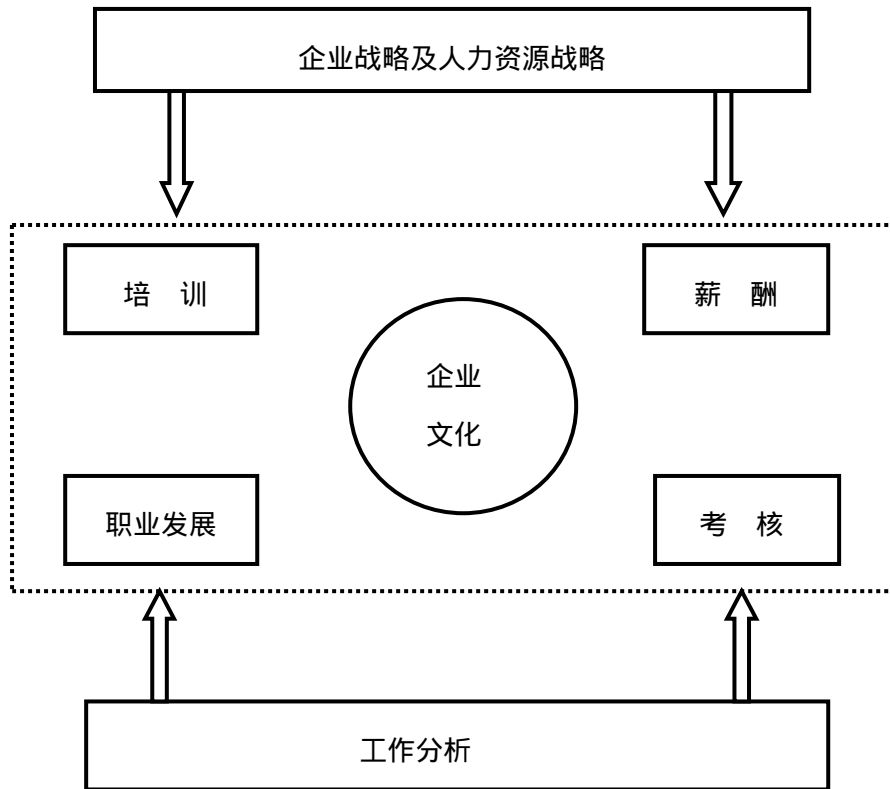 企业战略及人力资源战略
培 训
薪 酬
企业
文化
职业发展
考 核
工作分析